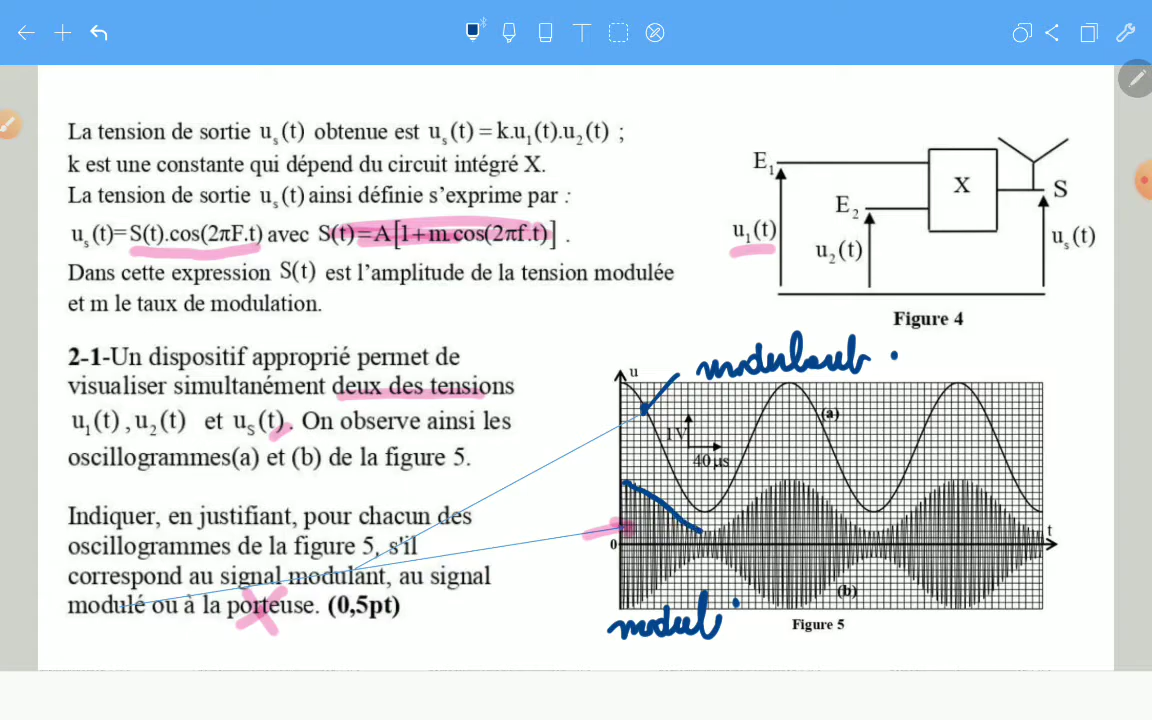 La tension de sortie uₛ(t) obtenue est uₛ(t) = k.u₁(t).u₂(t) ;
k est une constante qui dépend du circuit intégré X.
La tension de sortie uₛ(t) ainsi définie s’exprime par :
uₛ(t)=S(t).cos(2πF.t) avec S(t)=A[1+m.cos(2πf.t)] .
Dans cette expression S(t) est l’amplitude de la tension modulée
et m le taux de modulation.
E₁
X
E₂
S
u₁(t)
u₂(t)
uₛ(t)
Figure 4
2-1-Un dispositif approprié permet de
visualiser simultanément deux des tensions
u₁(t) ,u₂(t) et u_S(t). On observe ainsi les
oscillogrammes(a) et (b) de la figure 5.
Indiquer, en justifiant, pour chacun des
oscillogrammes de la figure 5, s'il
correspond au signal modulant, au signal
modulé ou à la porteuse. (0,5pt)
modulant .
u
(a)
1V
40 µs
t
0
(b)
modulé
Figure 5